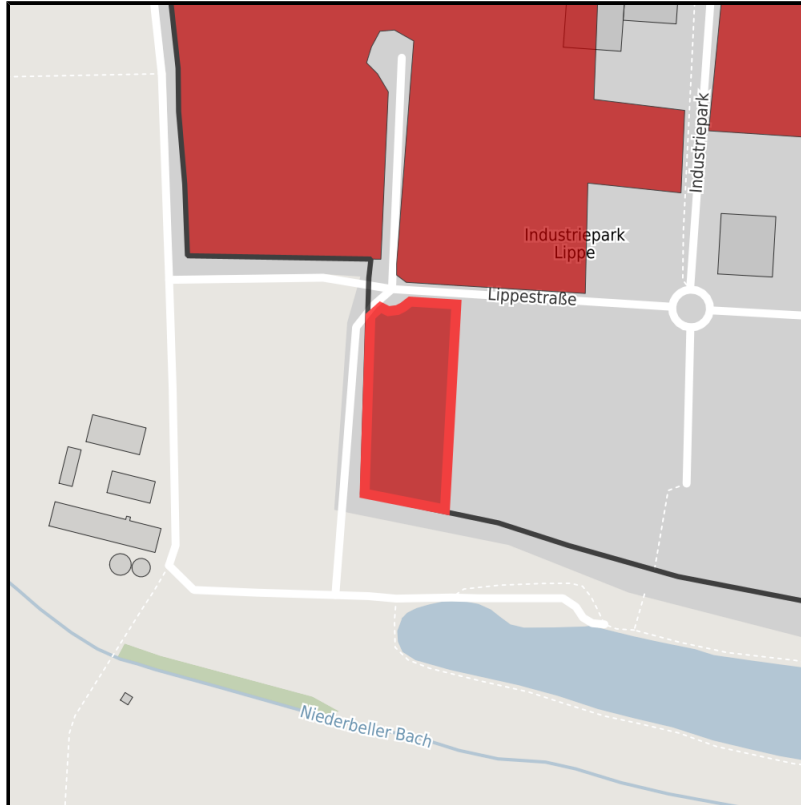 Industriepark
Industriepark
Lippe
Lippestraße
Niederbeller Bach